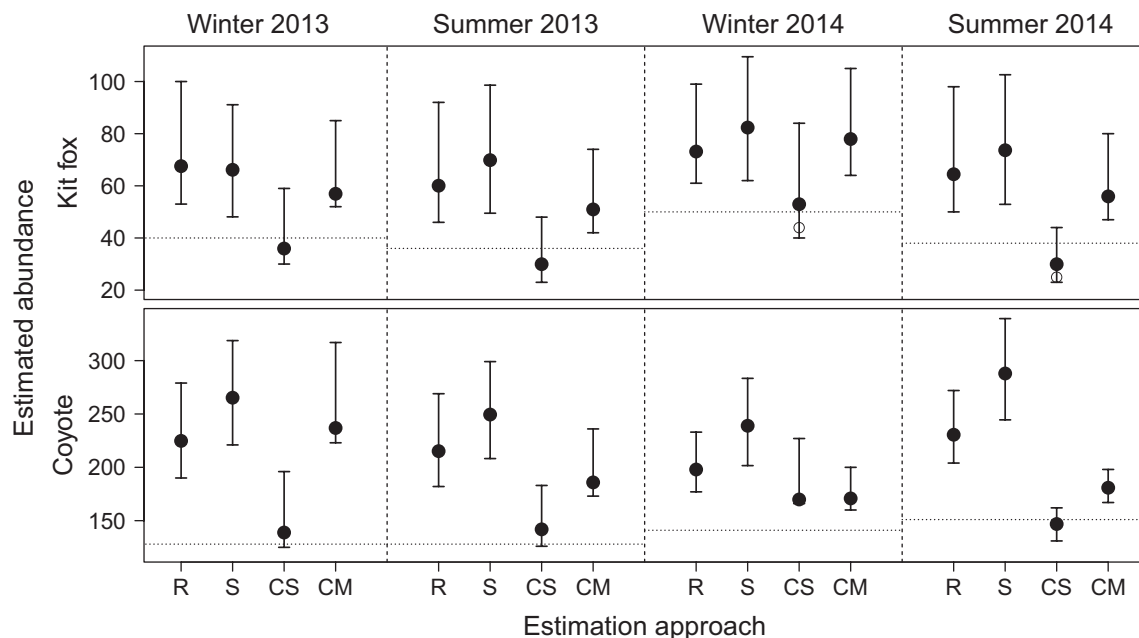 Winter 2013 Summer 2013 Winter 2014 Summer 2014
Estimated abundance
Kit fox
100
80
60
40
20
Coyote
300
250
200
150
R S CS CM R S CS CM R S CS CM R S CS CM
Estimation approach